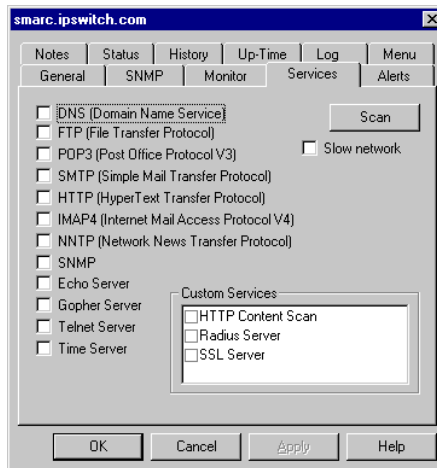 smarc.ipswitch.com
Notes Status History Up-Time Log Menu
General SNMP Monitor Services Alerts
DNS (Domain Name Service)
Scan
FTP (File Transfer Protocol)
POP3 (Post Office Protocol V3)
Slow network
SMTP (Simple Mail Transfer Protocol)
HTTP (HyperText Transfer Protocol)
IMAP4 (Internet Mail Access Protocol V4)
NNTP (Network News Transfer Protocol)
SNMP
Echo Server
Gopher Server
Telnet Server
Time Server
Custom Services
HTTP Content Scan
Radius Server
SSL Server
OK Cancel Apply Help